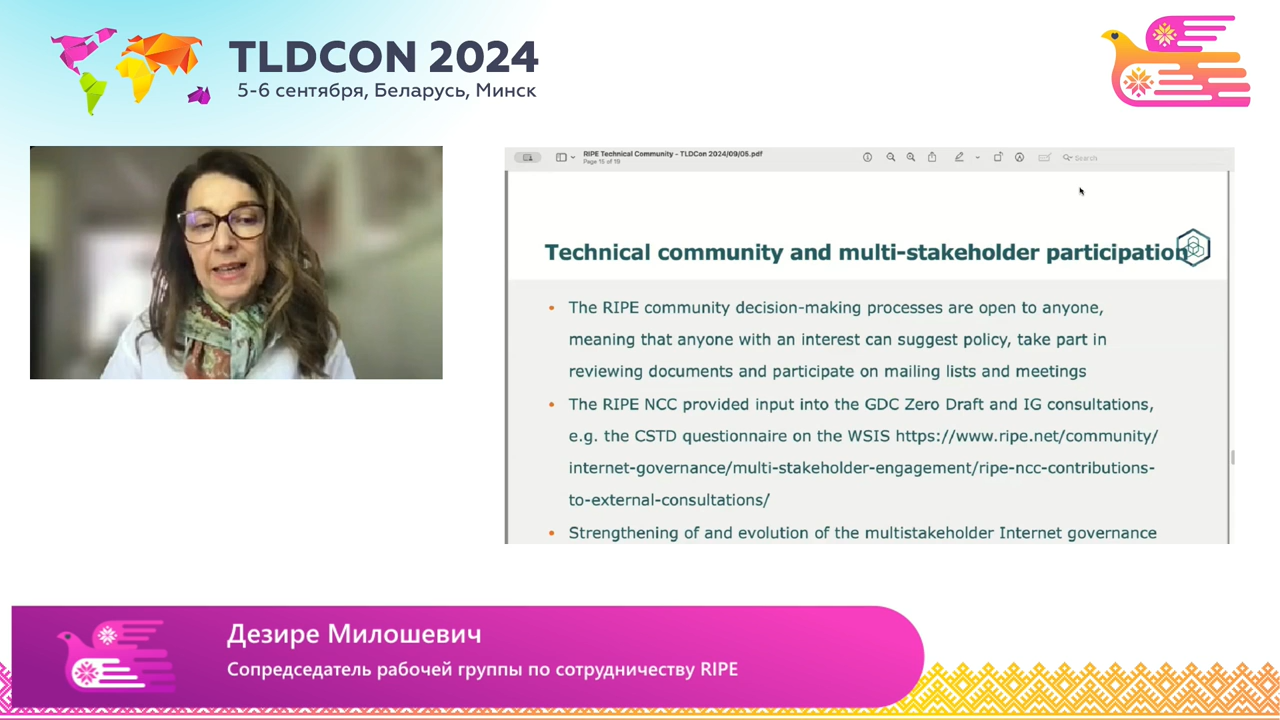 TLDCON 2024
5-6 сентября, Беларусь, Минск
RIPE Technical Community - TLDCon 2024/09/05.pdf
Page 15 of 19
Search
Technical community and multi-stakeholder participation
• The RIPE community decision-making processes are open to anyone,
meaning that anyone with an interest can suggest policy, take part in
reviewing documents and participate on mailing lists and meetings
• The RIPE NCC provided input into the GDC Zero Draft and IG consultations,
e.g. the CSTD questionnaire on the WSIS https://www.ripe.net/community/
internet-governance/multi-stakeholder-engagement/ripe-ncc-contributions-
to-external-consultations/
• Strengthening of and evolution of the multistakeholder Internet governance
Дезире Милошевич
Сопредседатель рабочей группы по сотрудничеству RIPE